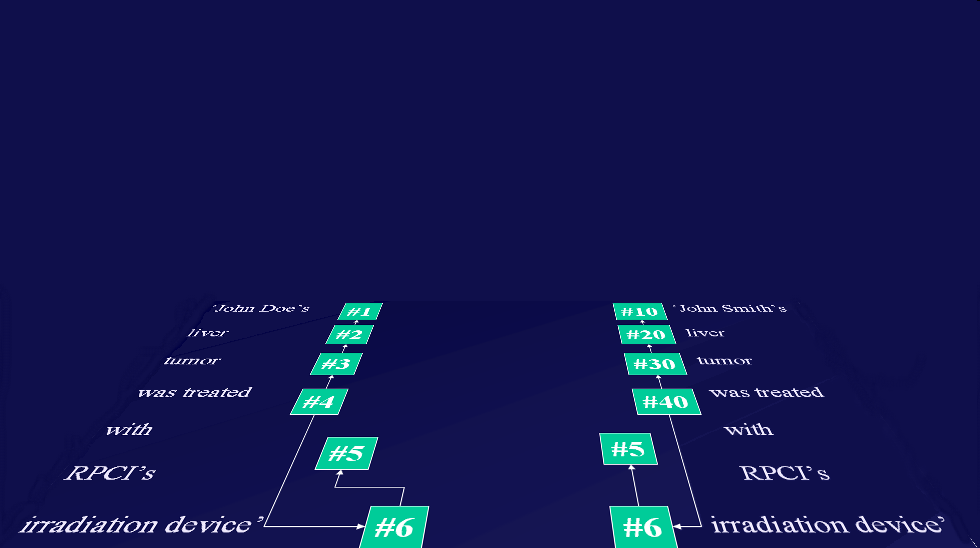 'John Doe's #1 #10 'John Smith's
liver #2 #20 liver
tumor #3 #30 tumor
was treated #4 #40 was treated
with with
#5 #5
RPCI's RPCI's
irradiation device' #6 #6 irradiation device'